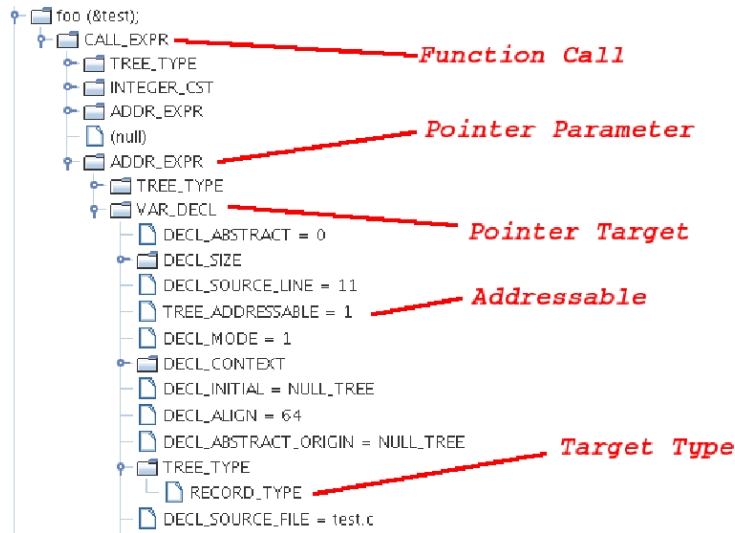 foo (&test);
CALL_EXPR
Function Call
TREE_TYPE
INTEGER_CST
ADDR_EXPR
(null)
Pointer Parameter
ADDR_EXPR
TREE_TYPE
VAR_DECL
Pointer Target
DECL_ABSTRACT = 0
DECL_SIZE
DECL_SOURCE_LINE = 11
Addressable
TREE_ADDRESSABLE = 1
DECL_MODE = 1
DECL_CONTEXT
DECL_INITIAL = NULL_TREE
DECL_ALIGN = 64
DECL_ABSTRACT_ORIGIN = NULL_TREE
Target Type
TREE_TYPE
RECORD_TYPE
DECL_SOURCE_FILE = test.c